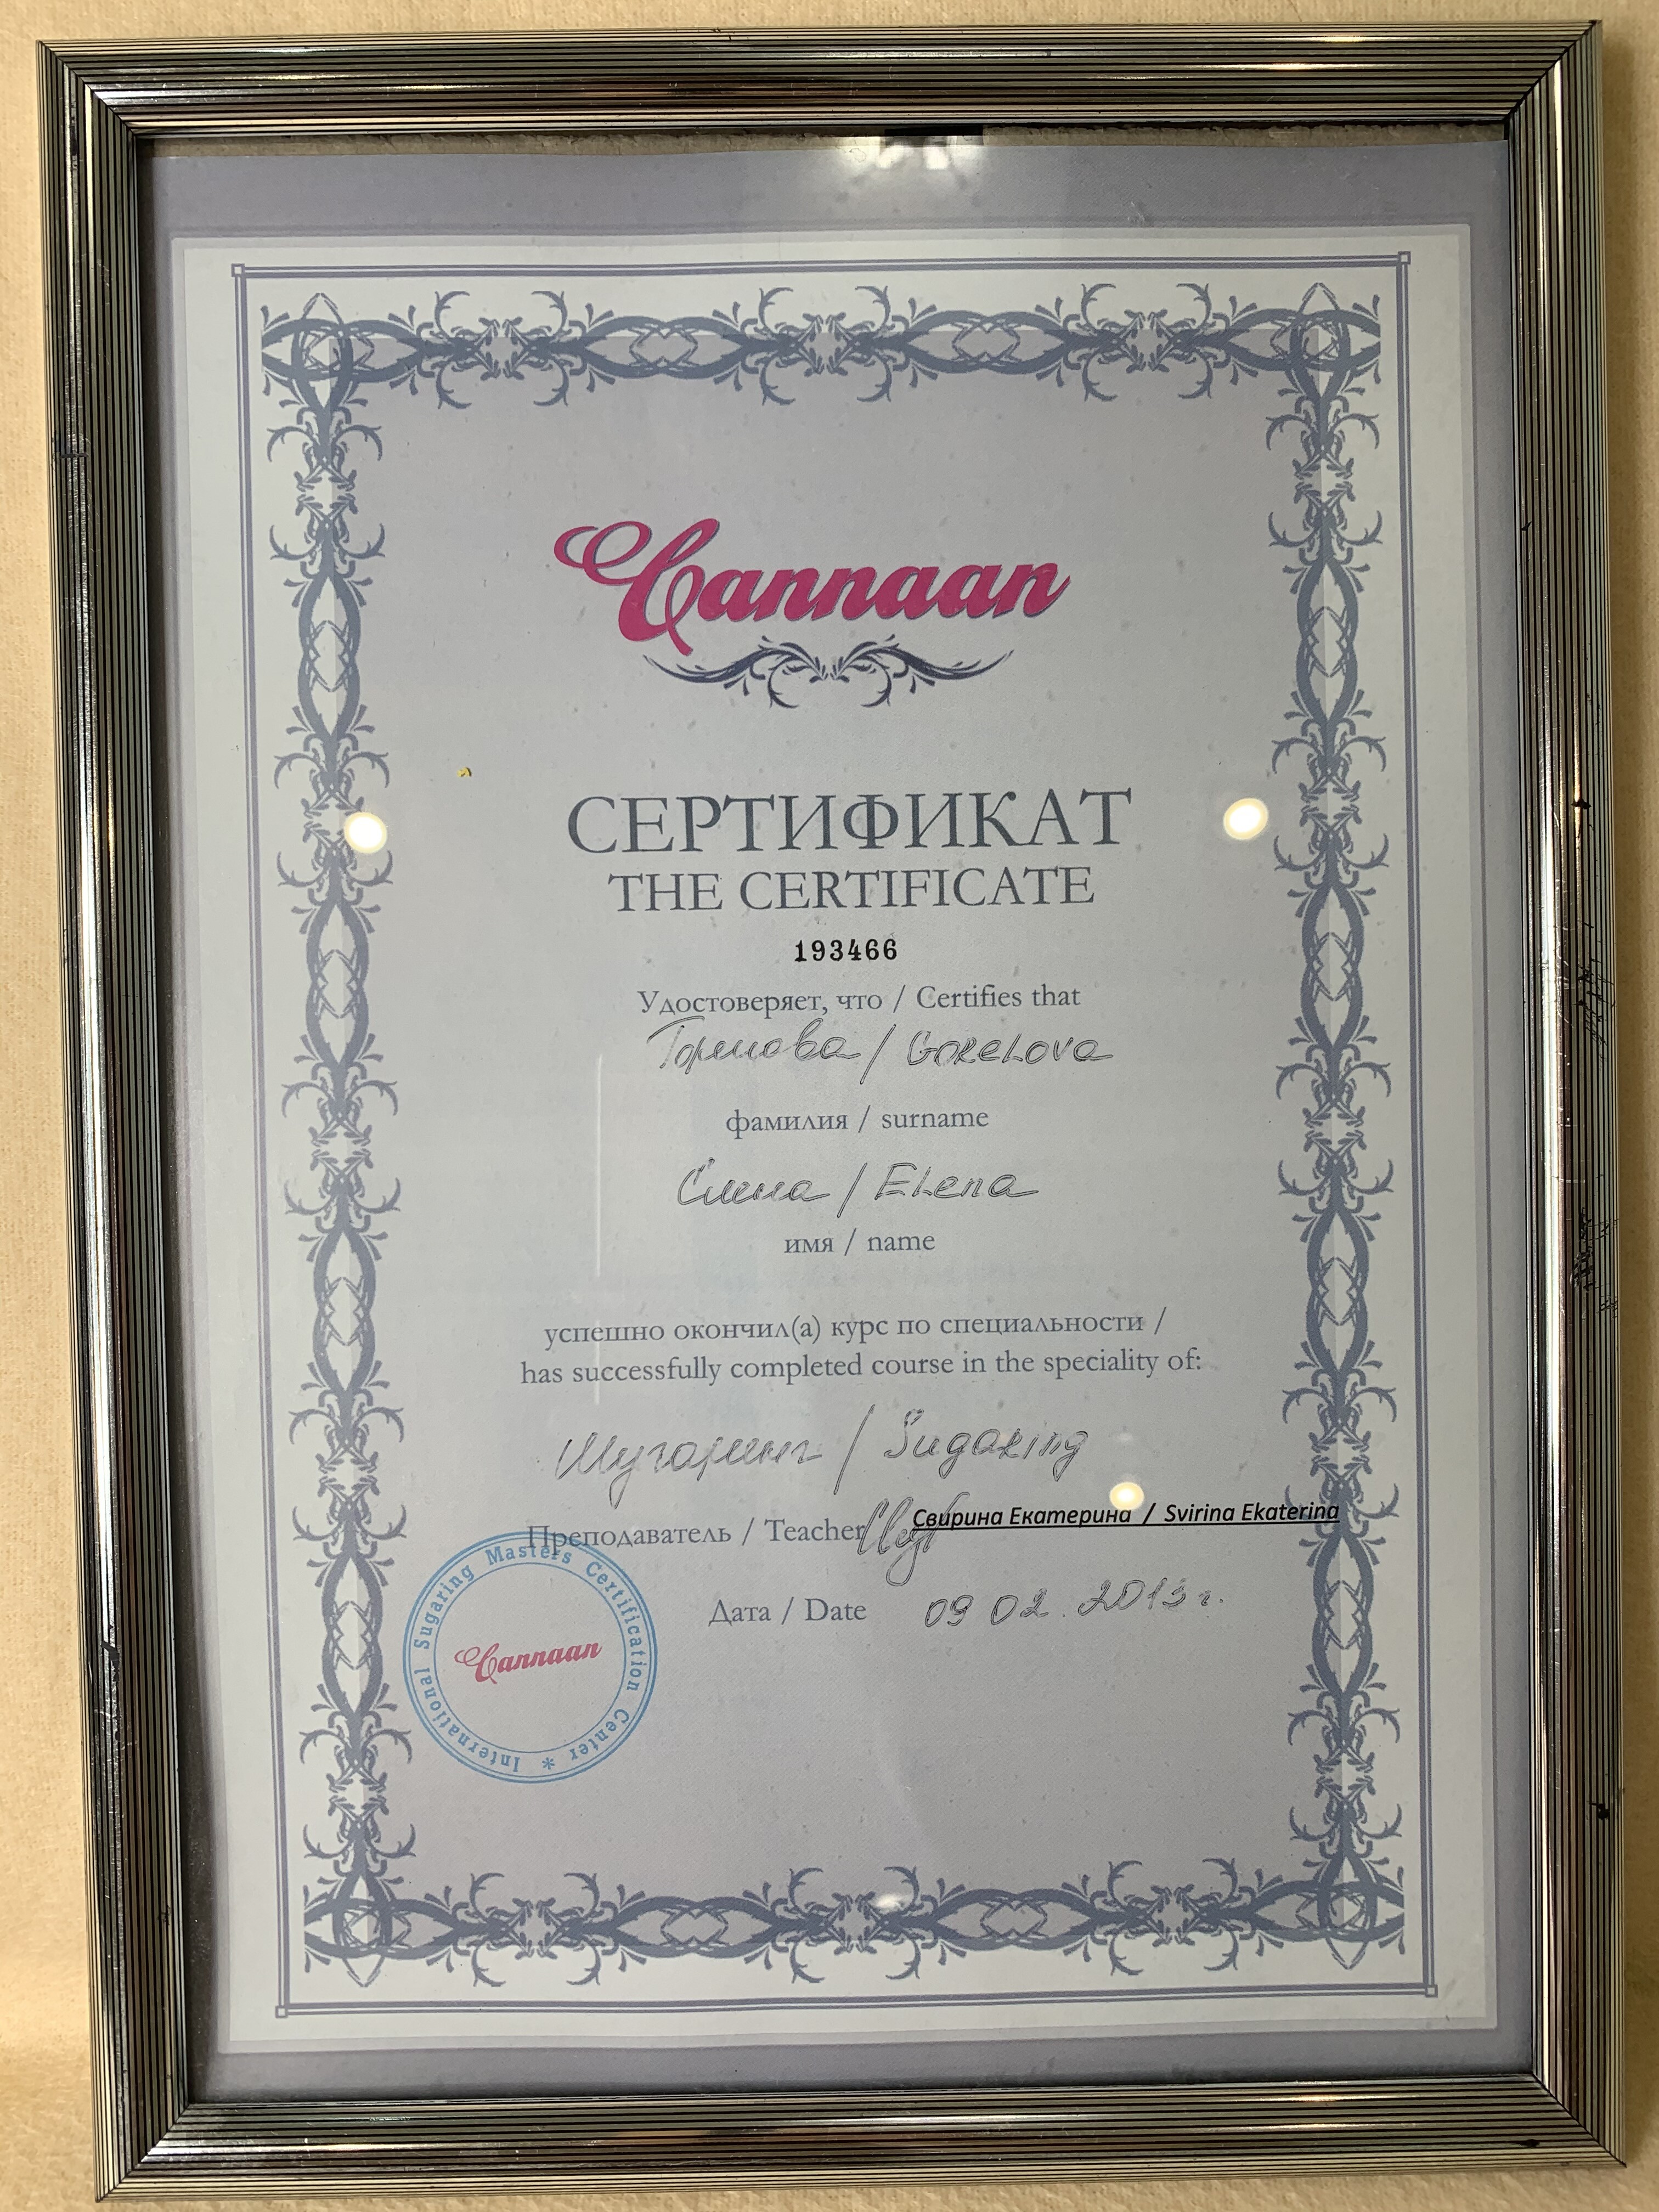 Cannaan
СЕРТИФИКАТ
THE CERTIFICATE
193466
Удостоверяет, что / Certifies that
Горелова / GoreLova
фамилия / surname
Елена / ELena
имя / name
успешно окончил(а) курс по специальности /
has successfully completed course in the speciality of:
Шугаринг / Sugaring
Преподаватель / Teacher Свирина Екатерина / Svirina Ekaterina
Дата / Date 09 02. 2013 г.
International Sugaring Masters Certification Center *
Cannaan